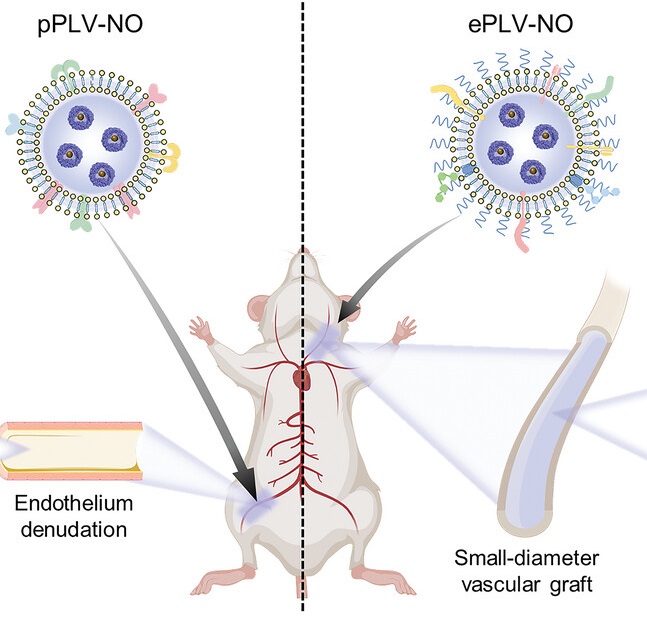 pPLV-NO
ePLV-NO
Endothelium
denudation
Small-diameter
vascular graft